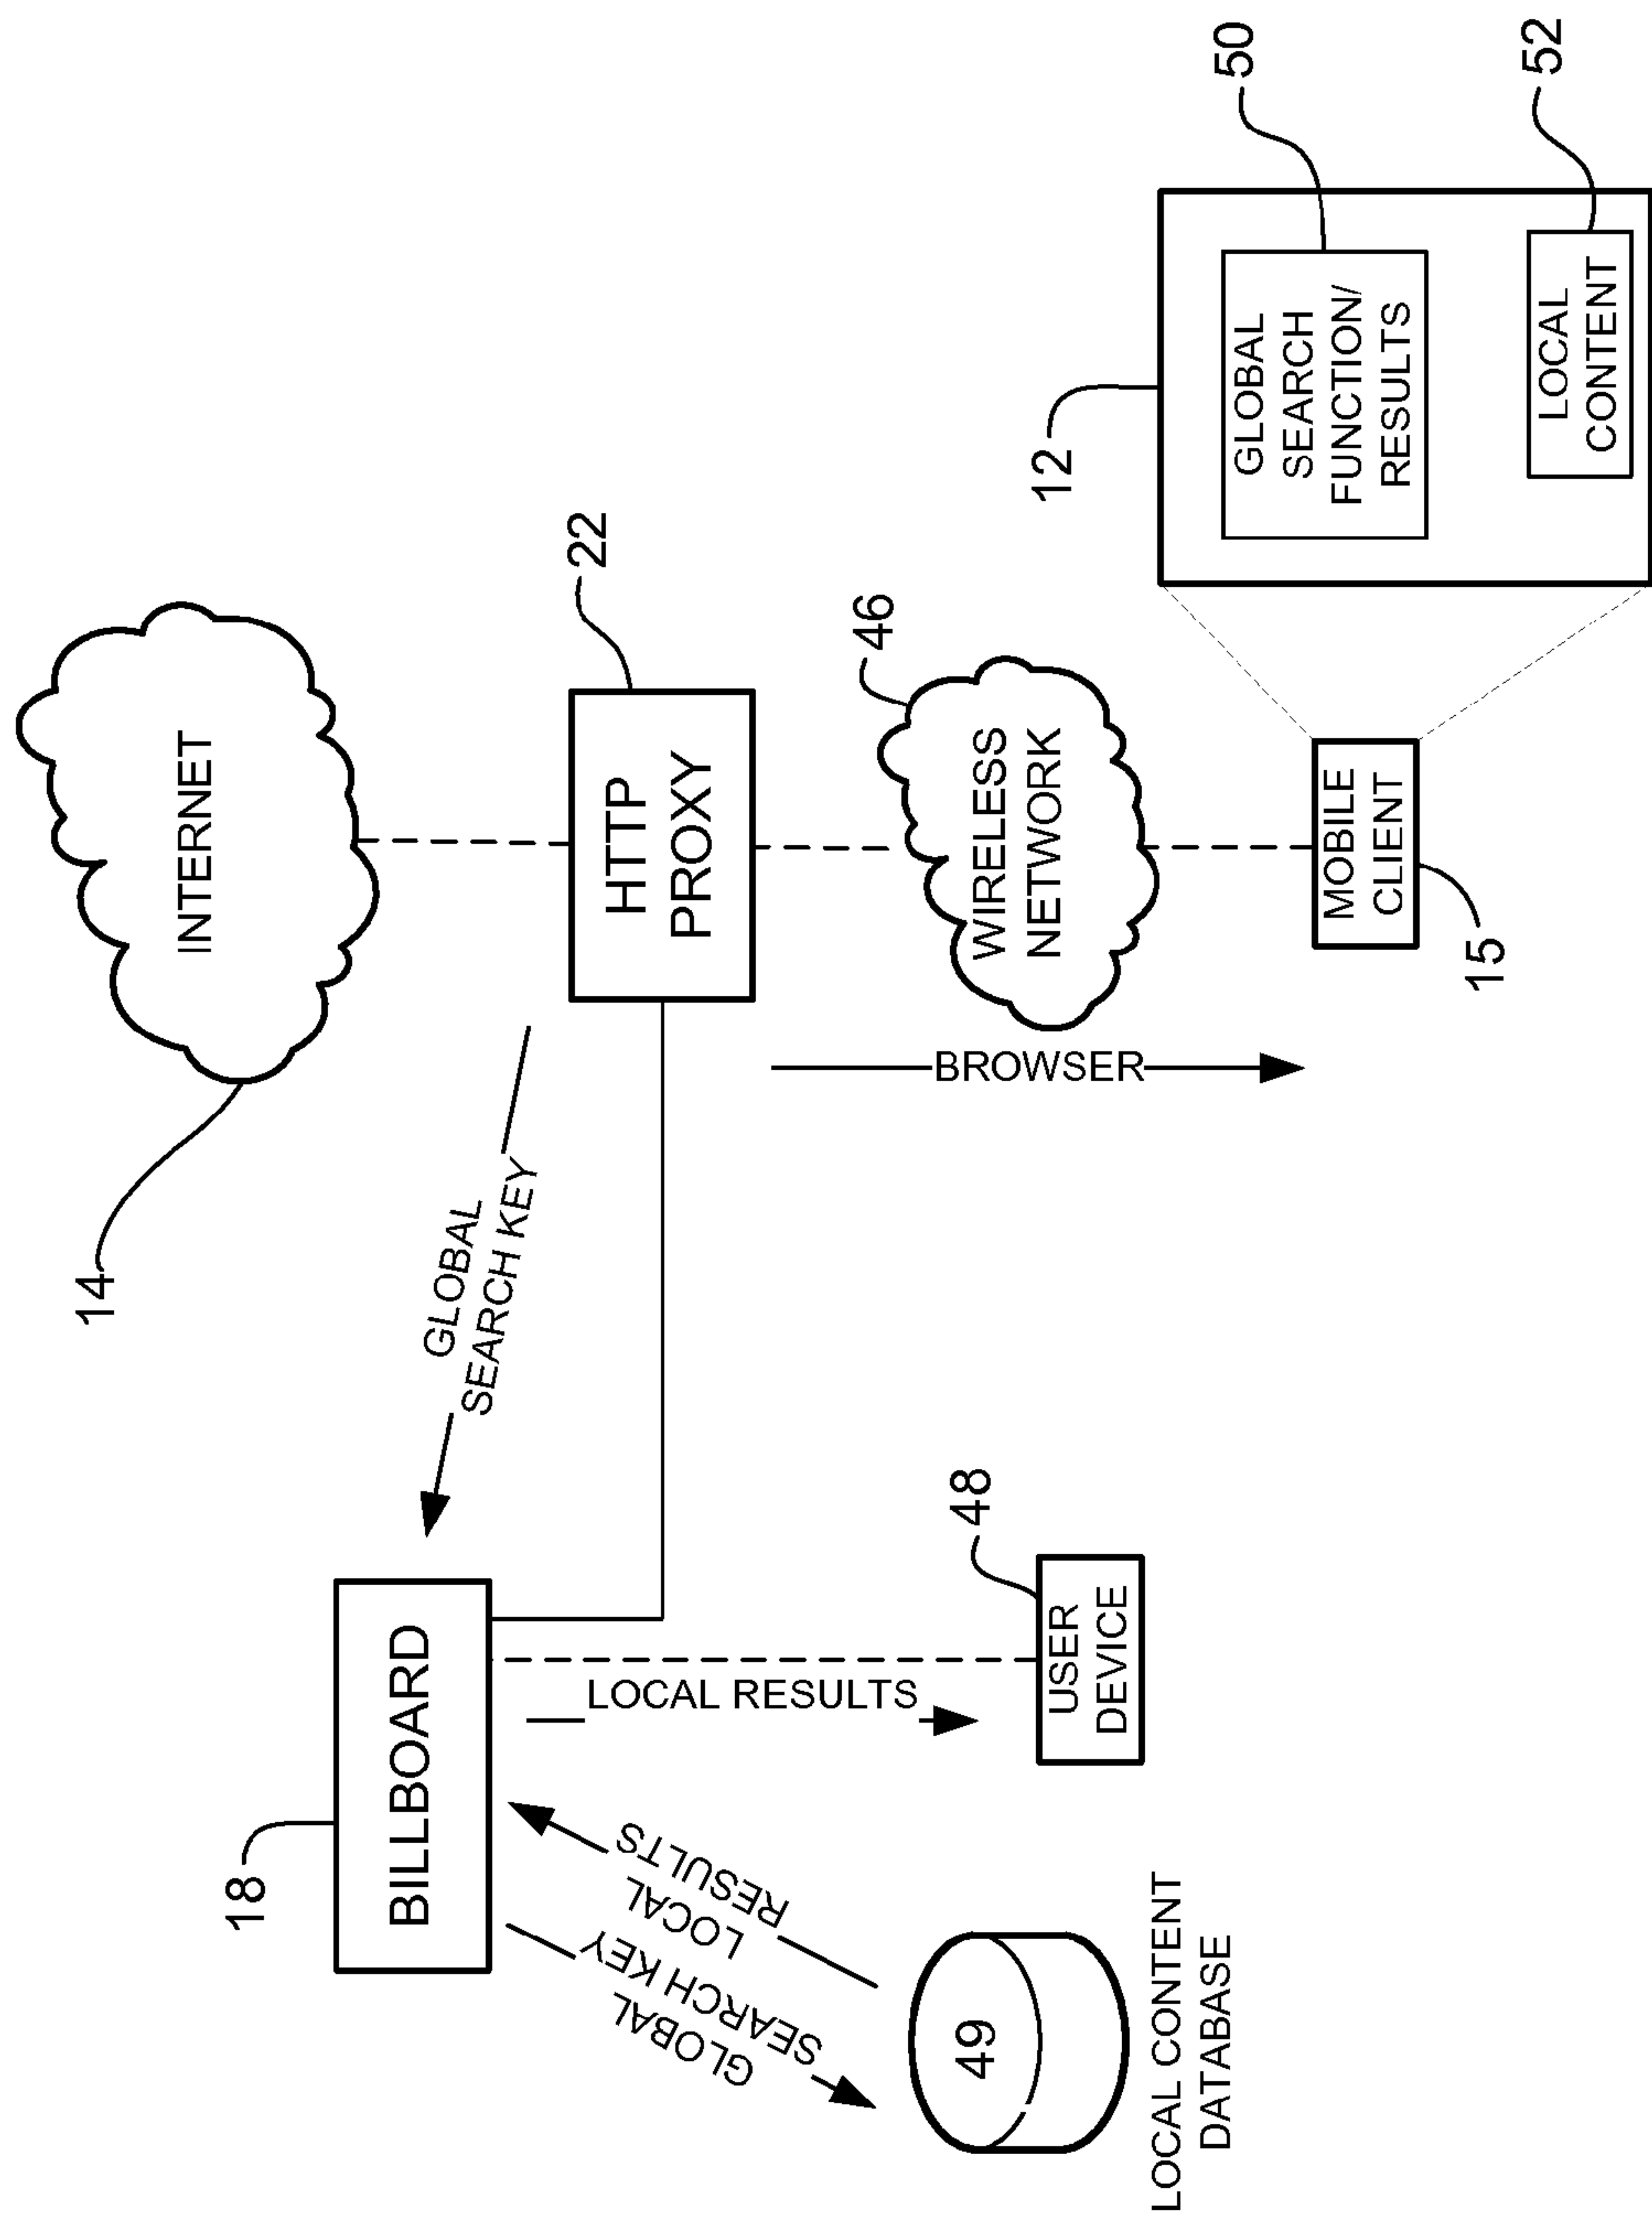 14
INTERNET
GLOBAL
SEARCH KEY
18
BILLBOARD
HTTP
PROXY
22
LOCAL RESULTS
GLOBAL
SEARCH KEY
LOCAL
RESULTS
49
LOCAL CONTENT
DATABASE
USER
DEVICE
48
BROWSER
WIRELESS
NETWORK
46
MOBILE
CLIENT
15
12
GLOBAL
SEARCH
FUNCTION/
RESULTS
50
LOCAL
CONTENT
52